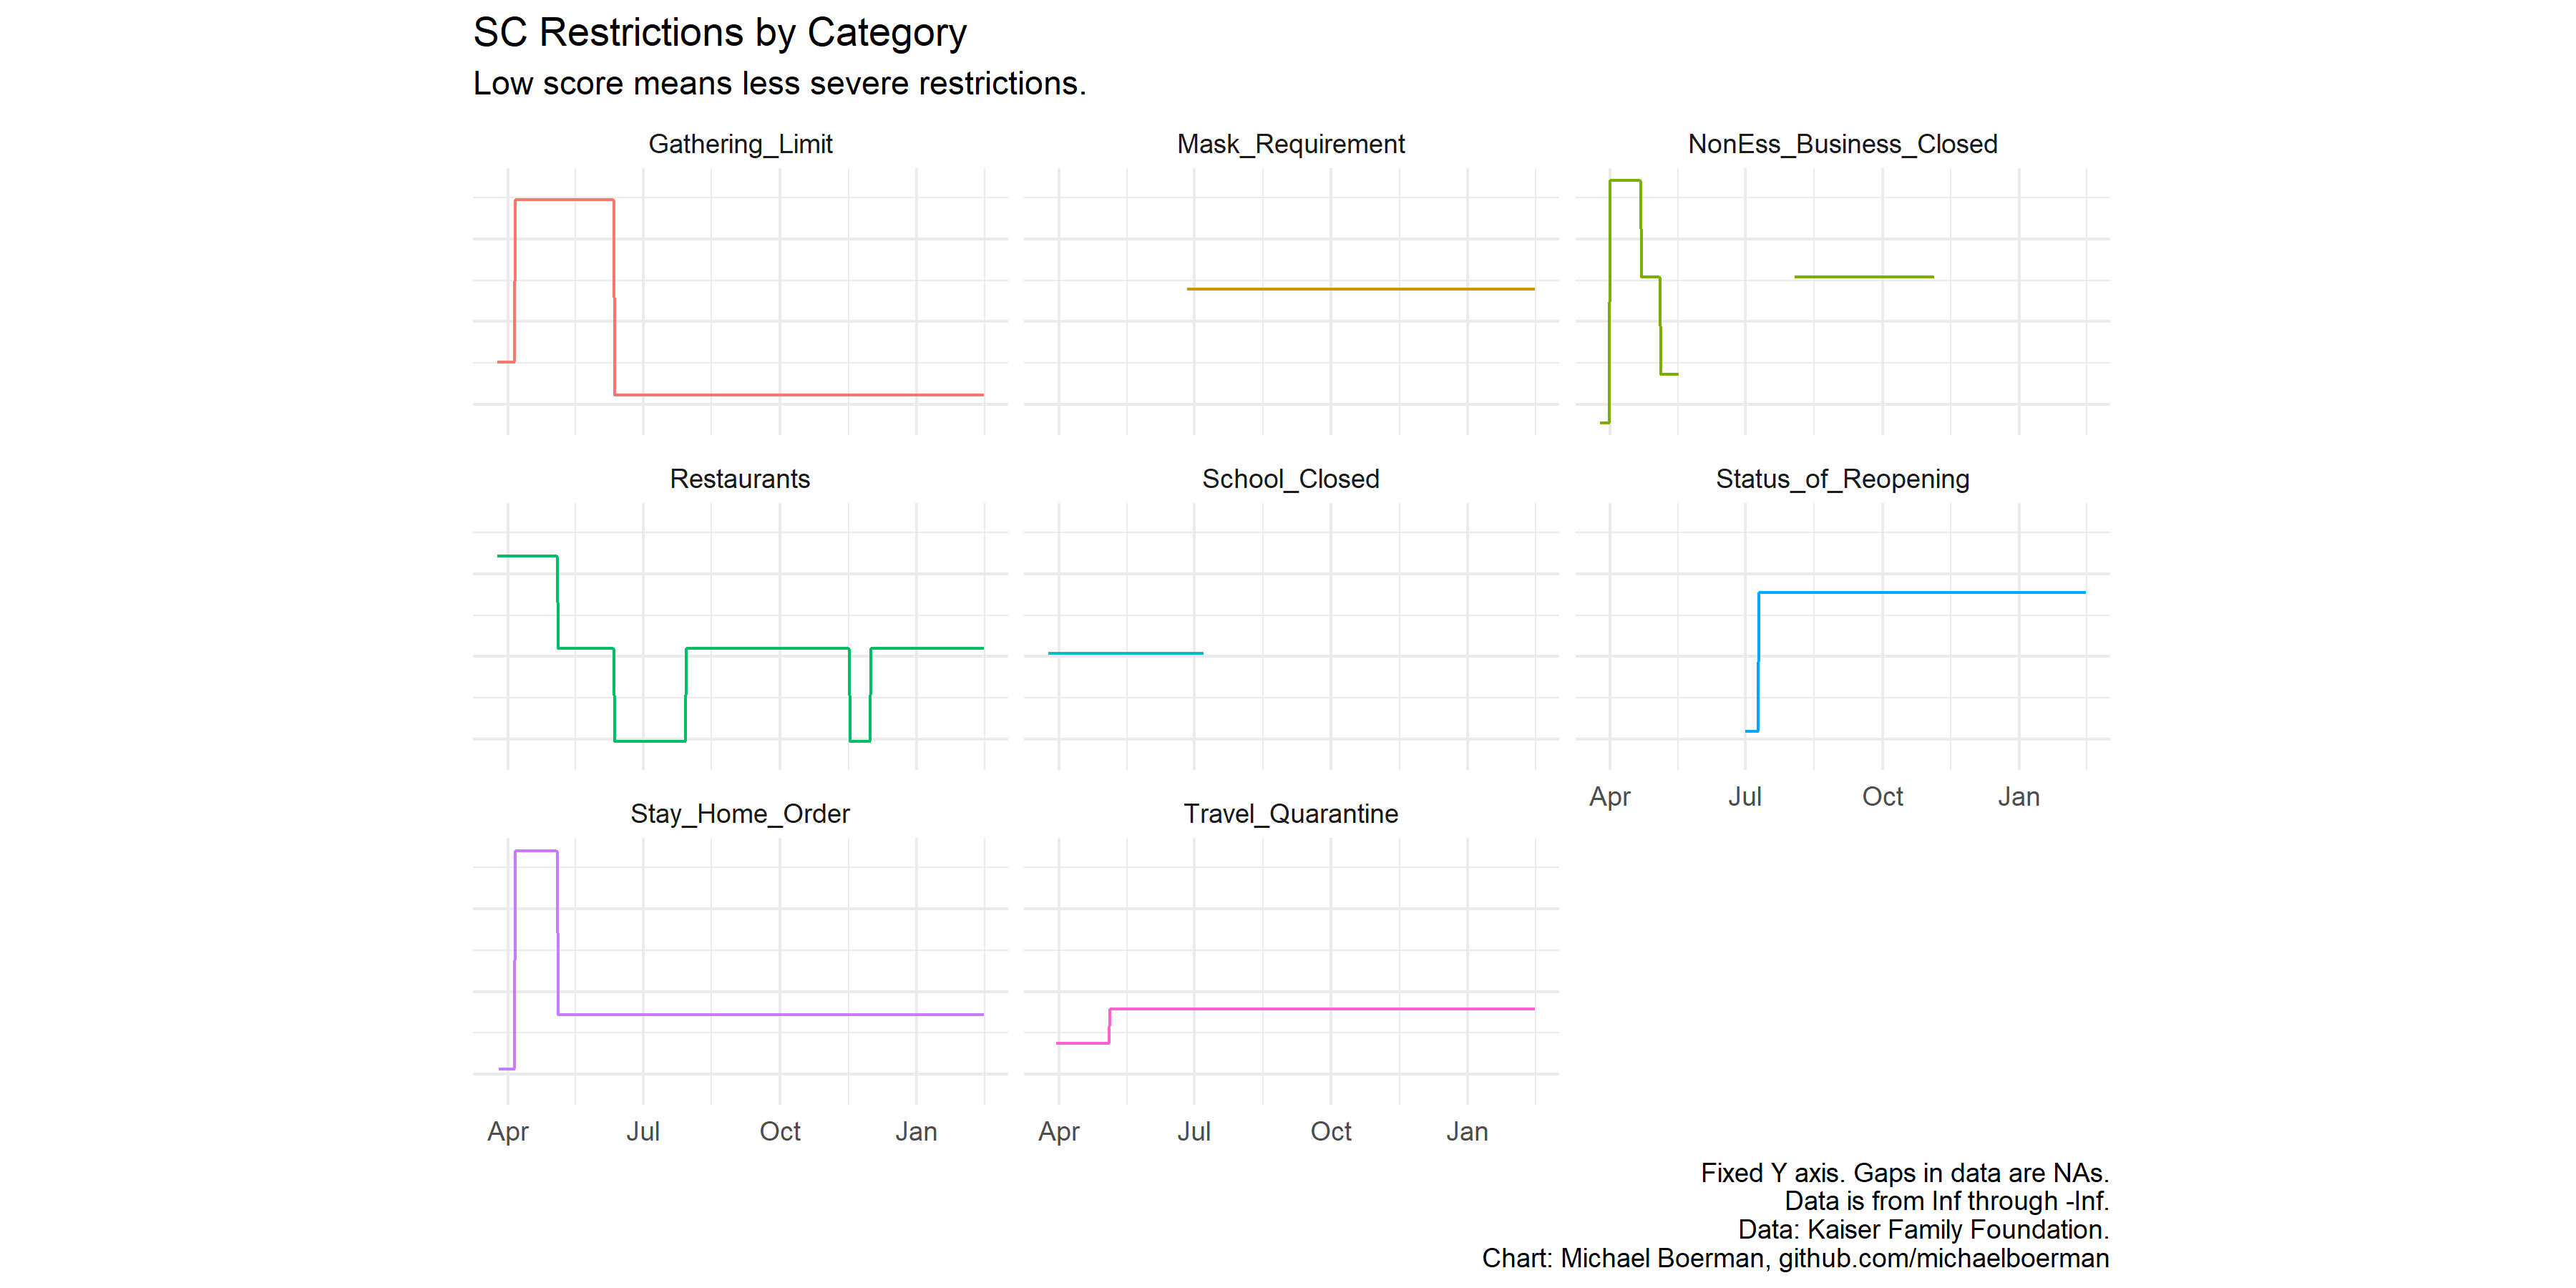 SC Restrictions by Category
Low score means less severe restrictions.
Gathering_Limit
Mask_Requirement
NonEss_Business_Closed
Restaurants
School_Closed
Status_of_Reopening
Apr Jul Oct Jan
Stay_Home_Order
Travel_Quarantine
Apr Jul Oct Jan
Apr Jul Oct Jan
Fixed Y axis. Gaps in data are NAs.
Data is from Inf through -Inf.
Data: Kaiser Family Foundation.
Chart: Michael Boerman, github.com/michaelboerman